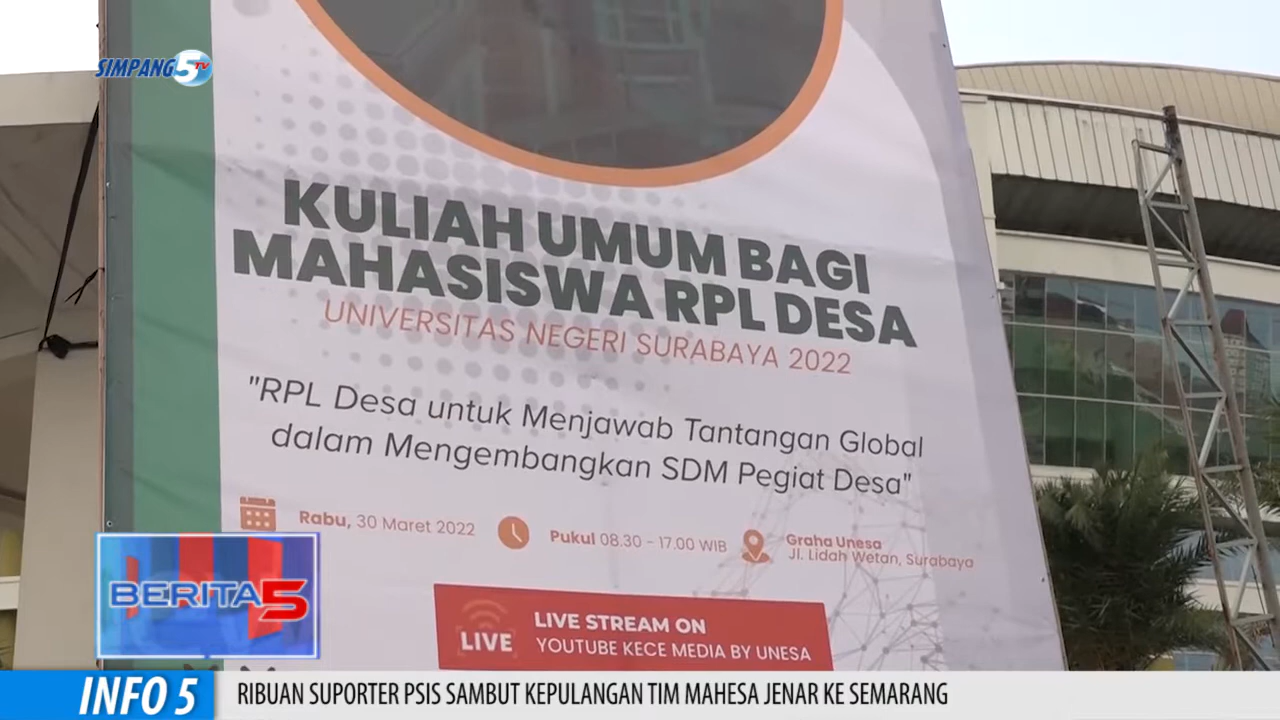 SIMPANG5 TV
KULIAH UMUM BAGI
MAHASISWA RPL DESA
UNIVERSITAS NEGERI SURABAYA 2022
"RPL Desa untuk Menjawab Tantangan Global
dalam Mengembangkan SDM Pegiat Desa"
Rabu, 30 Maret 2022
Pukul 08.30 - 17.00 WIB
Graha Unesa
Jl. Lidah Wetan, Surabaya
LIVE
LIVE STREAM ON
YOUTUBE KECE MEDIA BY UNESA
BERITA5
INFO 5
RIBUAN SUPORTER PSIS SAMBUT KEPULANGAN TIM MAHESA JENAR KE SEMARANG